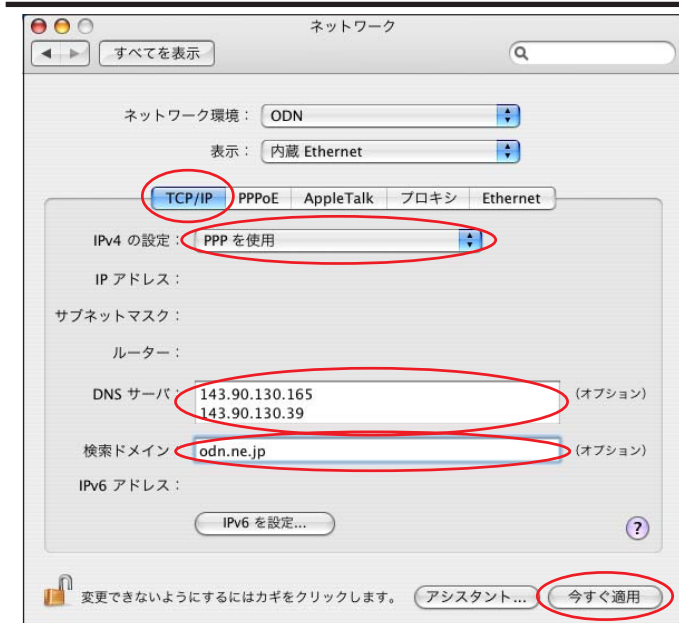 ネットワーク
すべてを表示
ネットワーク環境： ODN
表示： 内蔵 Ethernet
TCP/IP PPPoE AppleTalk プロキシ Ethernet
IPv4 の設定： PPP を使用
IP アドレス：
サブネットマスク：
ルーター：
DNS サーバ： 143.90.130.165 (オプション)
143.90.130.39
検索ドメイン： odn.ne.jp (オプション)
IPv6 アドレス：
IPv6 を設定... ?
変更できないようにするにはカギをクリックします。 アシスタント... 今すぐ適用